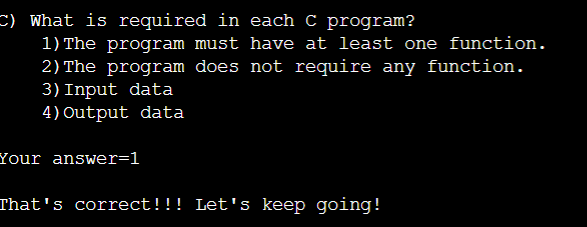 C) What is required in each C program?
1)The program must have at least one function.
2)The program does not require any function.
3)Input data
4)Output data
Your answer=1
That's correct!!! Let's keep going!